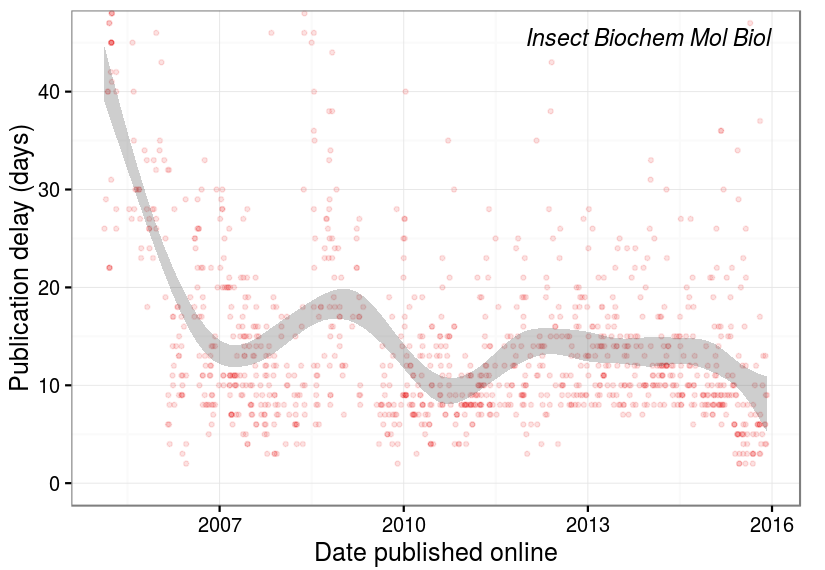 Insect Biochem Mol Biol
Publication delay (days)
40
30
20
10
0
2007 2010 2013 2016
Date published online